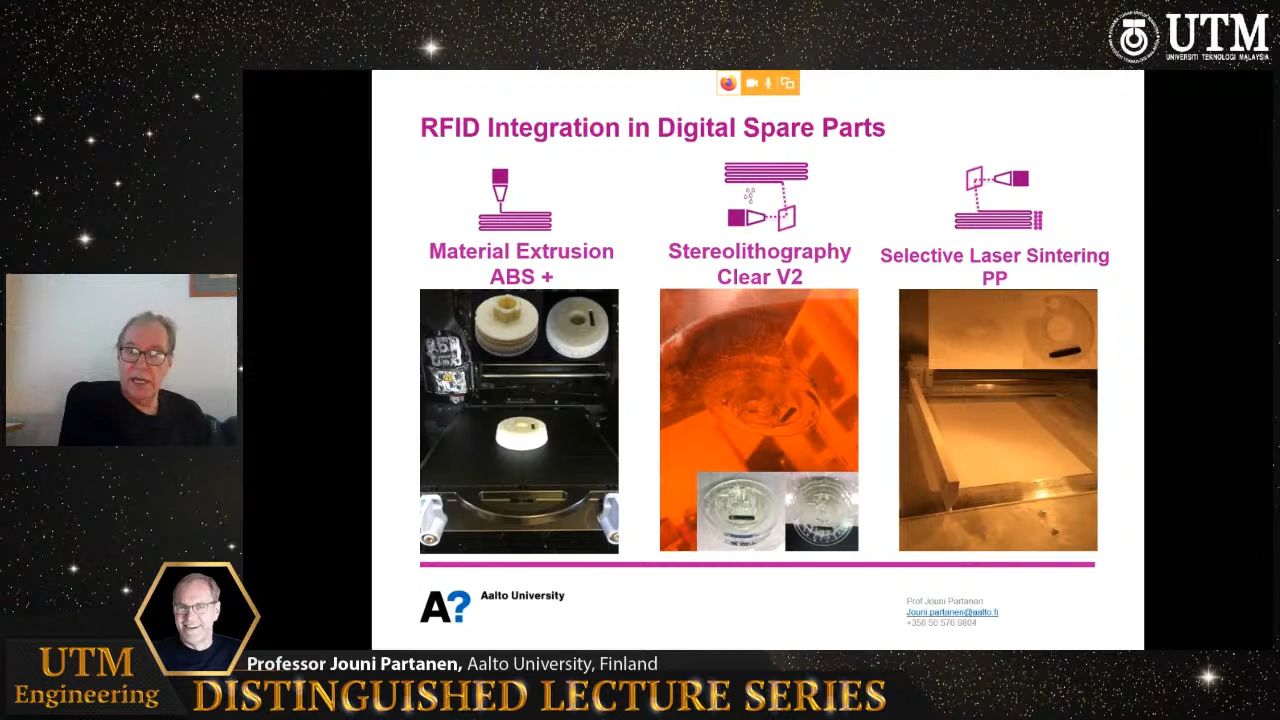 UTM
UNIVERSITI TEKNOLOGI MALAYSIA
RFID Integration in Digital Spare Parts
Material Extrusion
ABS +
Stereolithography
Clear V2
Selective Laser Sintering
PP
A?
Aalto University
Prof Jouni Partanen
Jouni.partanen@aalto.fi
+358 50 576 9804
UTM
Engineering
Professor Jouni Partanen, Aalto University, Finland
DISTINGUISHED LECTURE SERIES